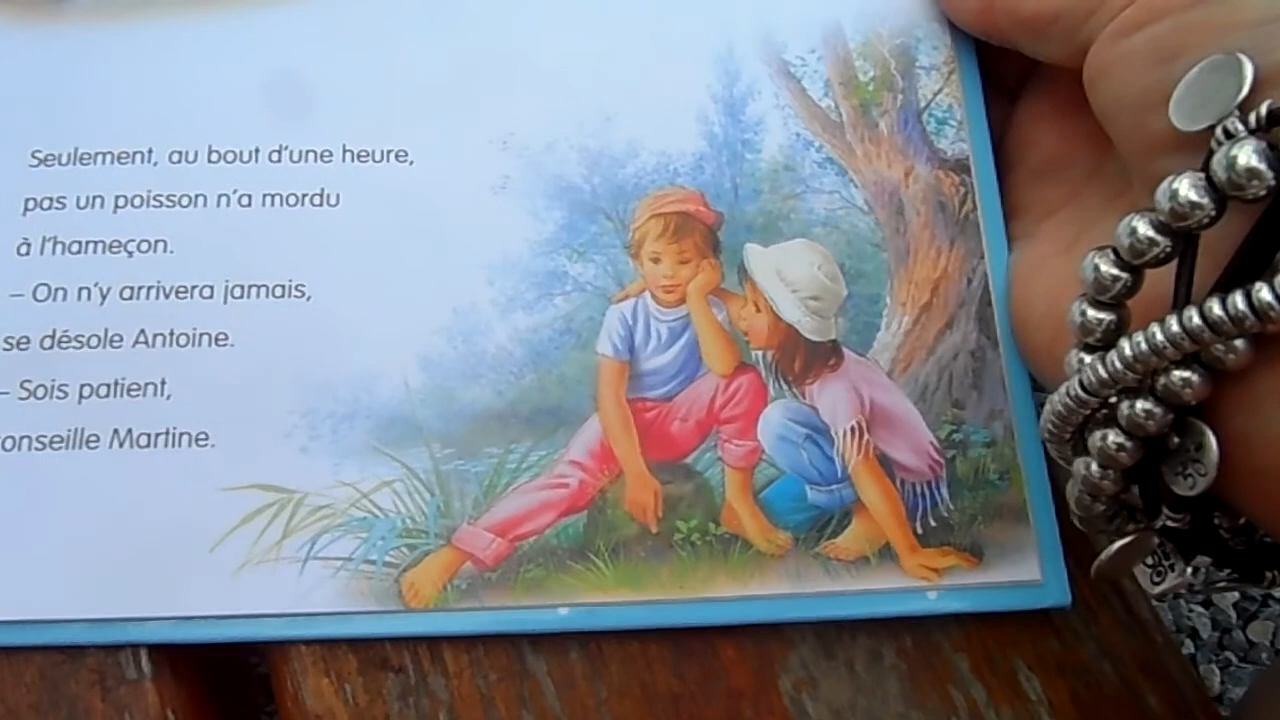 Seulement, au bout d'une heure,
pas un poisson n'a mordu
à l'hameçon.
– On n'y arrivera jamais,
se désole Antoine.
– Sois patient,
conseille Martine.